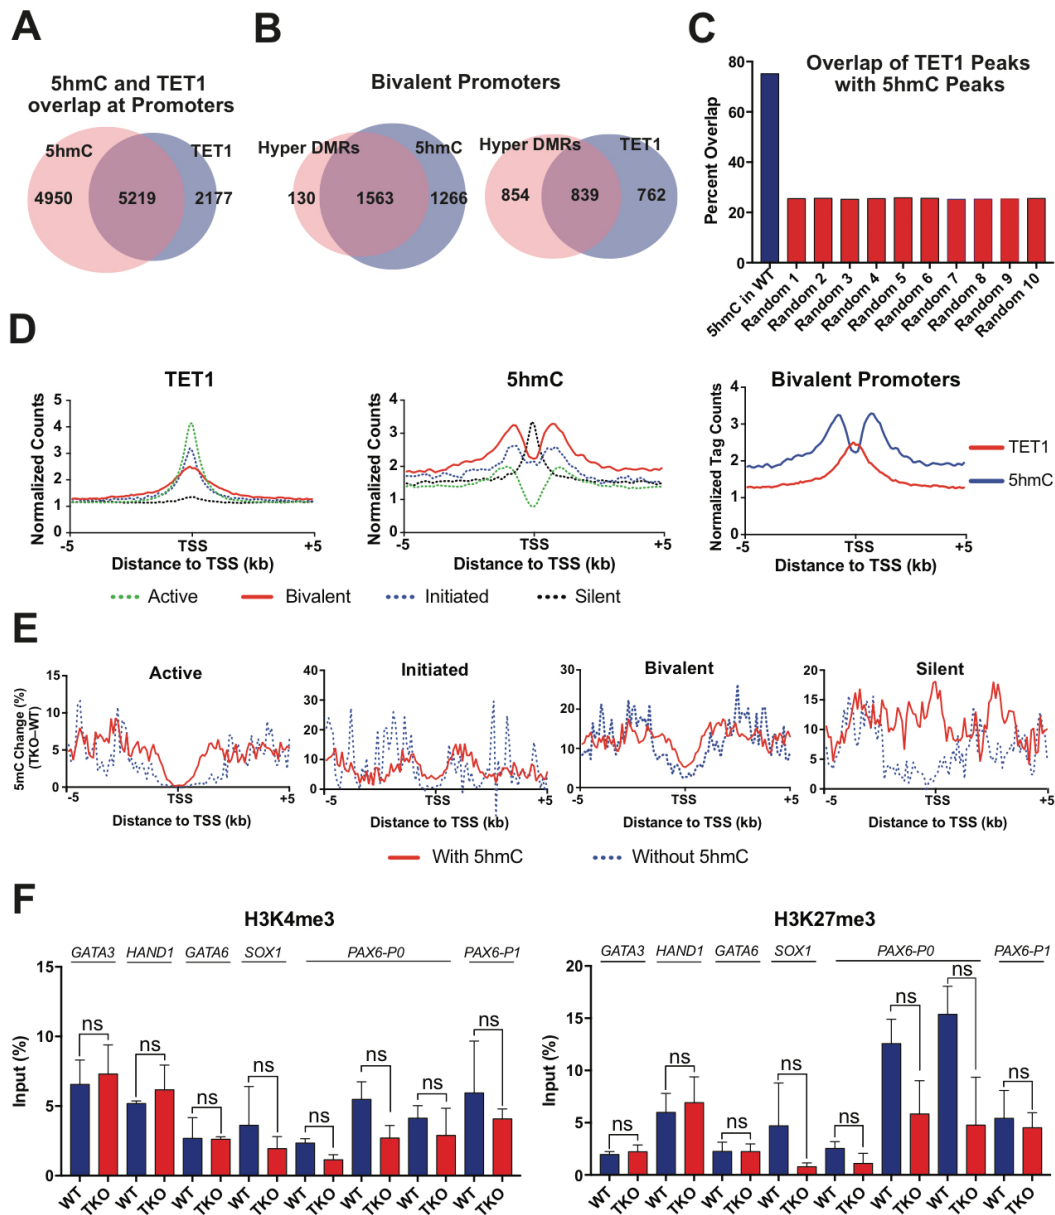 A
5hmC and TET1
overlap at Promoters
5hmC
TET1
4950
5219
2177
B
Bivalent Promoters
Hyper DMRs
5hmC
130
1563
1266
Hyper DMRs
TET1
854
839
762
C
Overlap of TET1 Peaks
with 5hmC Peaks
Percent Overlap
80
60
40
20
0
5hmC in WT
Random 1
Random 2
Random 3
Random 4
Random 5
Random 6
Random 7
Random 8
Random 9
Random 10
D
TET1
Normalized Counts
5
4
3
2
1
0
-5
TSS
+5
Distance to TSS (kb)
5hmC
Normalized Counts
4
3
2
1
0
-5
TSS
+5
Distance to TSS (kb)
Bivalent Promoters
Normalized Tag Counts
4
3
2
1
0
-5
TSS
+5
Distance to TSS (kb)
TET1
5hmC
Active
Bivalent
Initiated
Silent
E
Active
5mC Change (%)
(TKO–WT)
15
10
5
0
-5
TSS
+5
Distance to TSS (kb)
Initiated
40
30
20
10
0
-5
TSS
+5
Distance to TSS (kb)
Bivalent
30
20
10
0
-5
TSS
+5
Distance to TSS (kb)
Silent
20
15
10
5
0
-5
TSS
+5
Distance to TSS (kb)
With 5hmC
Without 5hmC
F
H3K4me3
GATA3 HAND1 GATA6 SOX1 PAX6-P0 PAX6-P1
Input (%)
15
10
5
0
ns ns ns ns ns ns ns ns
WT TKO WT TKO WT TKO WT TKO WT TKO WT TKO WT TKO WT TKO
H3K27me3
GATA3 HAND1 GATA6 SOX1 PAX6-P0 PAX6-P1
Input (%)
20
15
10
5
0
ns ns ns ns ns ns ns ns
WT TKO WT TKO WT TKO WT TKO WT TKO WT TKO WT TKO WT TKO